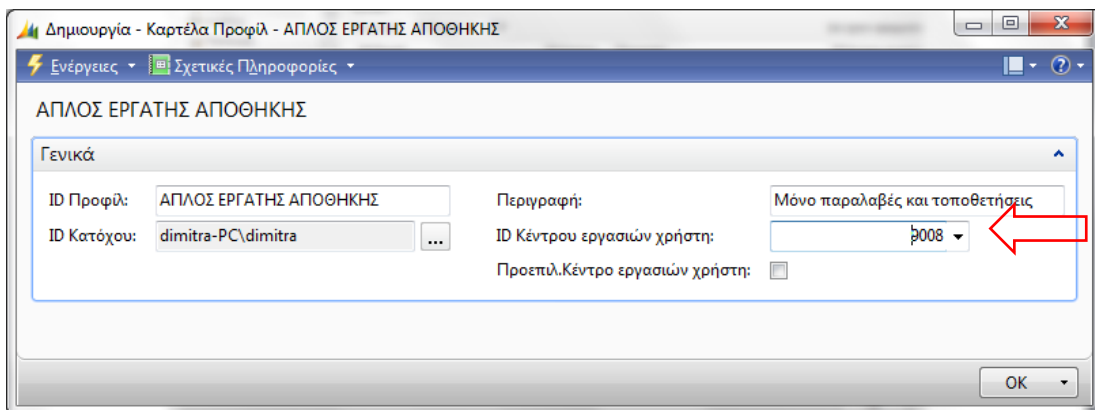 Δημιουργία - Καρτέλα Προφίλ - ΑΠΛΟΣ ΕΡΓΑΤΗΣ ΑΠΟΘΗΚΗΣ
Ενέργειες Σχετικές Πληροφορίες
ΑΠΛΟΣ ΕΡΓΑΤΗΣ ΑΠΟΘΗΚΗΣ
Γενικά
ID Προφίλ: ΑΠΛΟΣ ΕΡΓΑΤΗΣ ΑΠΟΘΗΚΗΣ Περιγραφή: Μόνο παραλαβές και τοποθετήσεις
ID Κατόχου: dimitra-PC\dimitra ... ID Κέντρου εργασιών χρήστη: 9008
Προεπιλ.Κέντρο εργασιών χρήστη:
OK